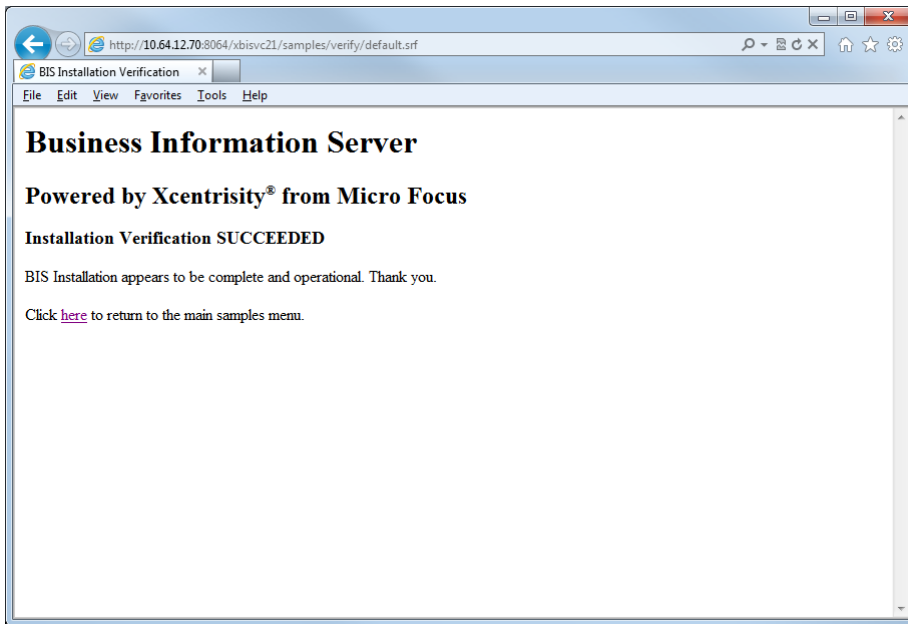 http://10.64.12.70:8064/xbisvc21/samples/verify/default.srf
BIS Installation Verification
File Edit View Favorites Tools Help
Business Information Server
Powered by Xcentrisity® from Micro Focus
Installation Verification SUCCEEDED
BIS Installation appears to be complete and operational. Thank you.
Click here to return to the main samples menu.